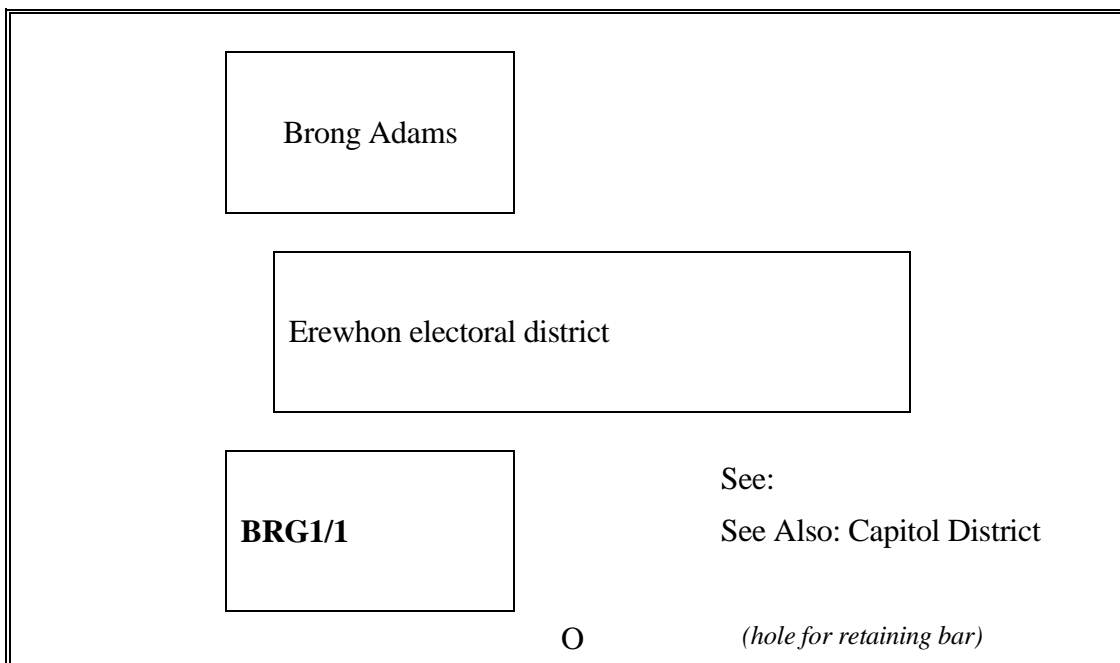 Brong Adams
Erewhon electoral district
See:
BRG1/1
See Also: Capitol District
O
(hole for retaining bar)